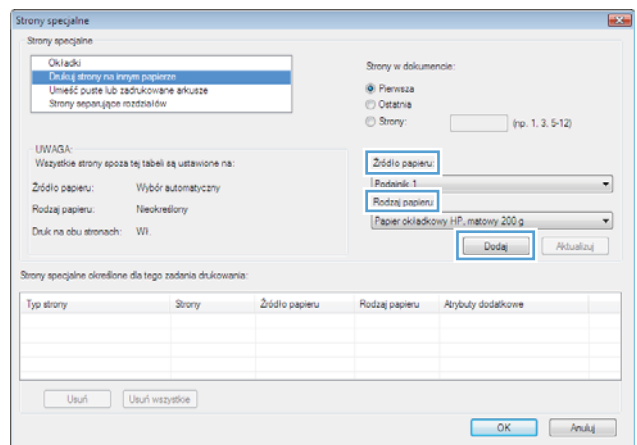 Strony specjalne
Strony specjalne
Okładki
Drukuj strony na innym papierze
Umieść puste lub zadrukowane arkusze
Strony separujące rozdziałów
Strony w dokumencie:
Pierwsza
Ostatnia
Strony:
(np. 1, 3, 5-12)
UWAGA:
Wszystkie strony spoza tej tabeli są ustawione na:
Źródło papieru: Wybór automatyczny
Rodzaj papieru: Nieokreślony
Druk na obu stronach: Wł.
Źródło papieru:
Podajnik 1
Rodzaj papieru
Papier okładkowy HP, matowy 200 g
Dodaj Aktualizuj
Strony specjalne określone dla tego zadania drukowania:
Typ strony Strony Źródło papieru Rodzaj papieru Atrybuty dodatkowe
Usuń Usuń wszystkie
OK Anuluj